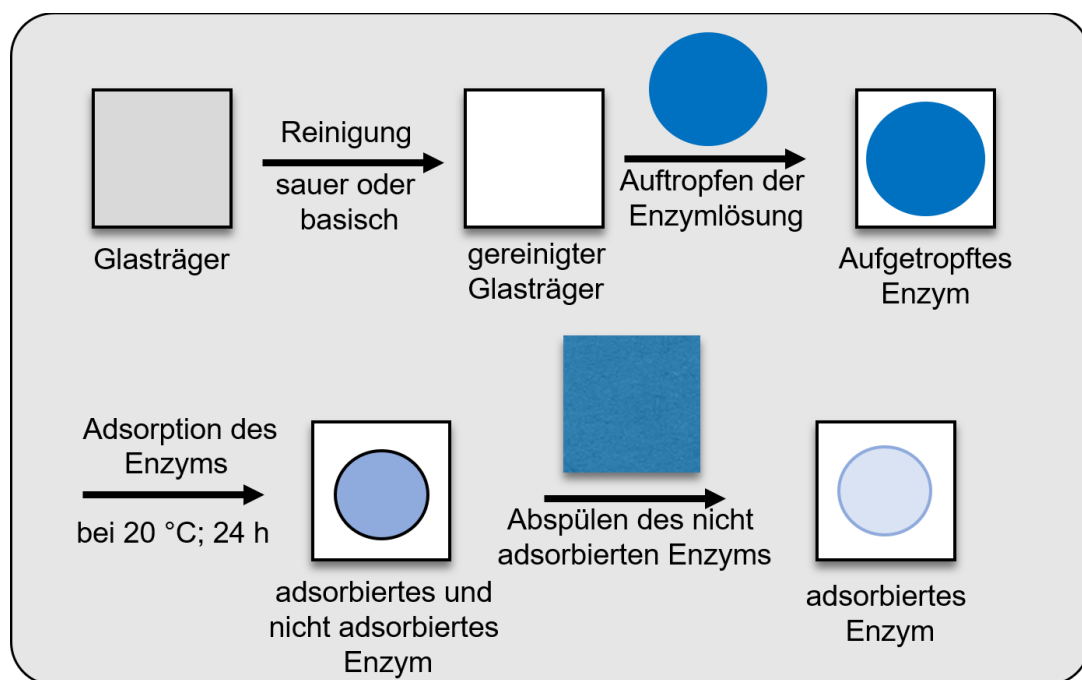 Glasträger
Reinigung
sauer oder
basisch
gereinigter
Glasträger
Auftropfen der
Enzymlösung
Aufgetropftes
Enzym
Adsorption des
Enzyms
bei 20 °C; 24 h
adsorbiertes und
nicht adsorbiertes
Enzym
Abspülen des nicht
adsorbierten Enzyms
adsorbiertes
Enzym